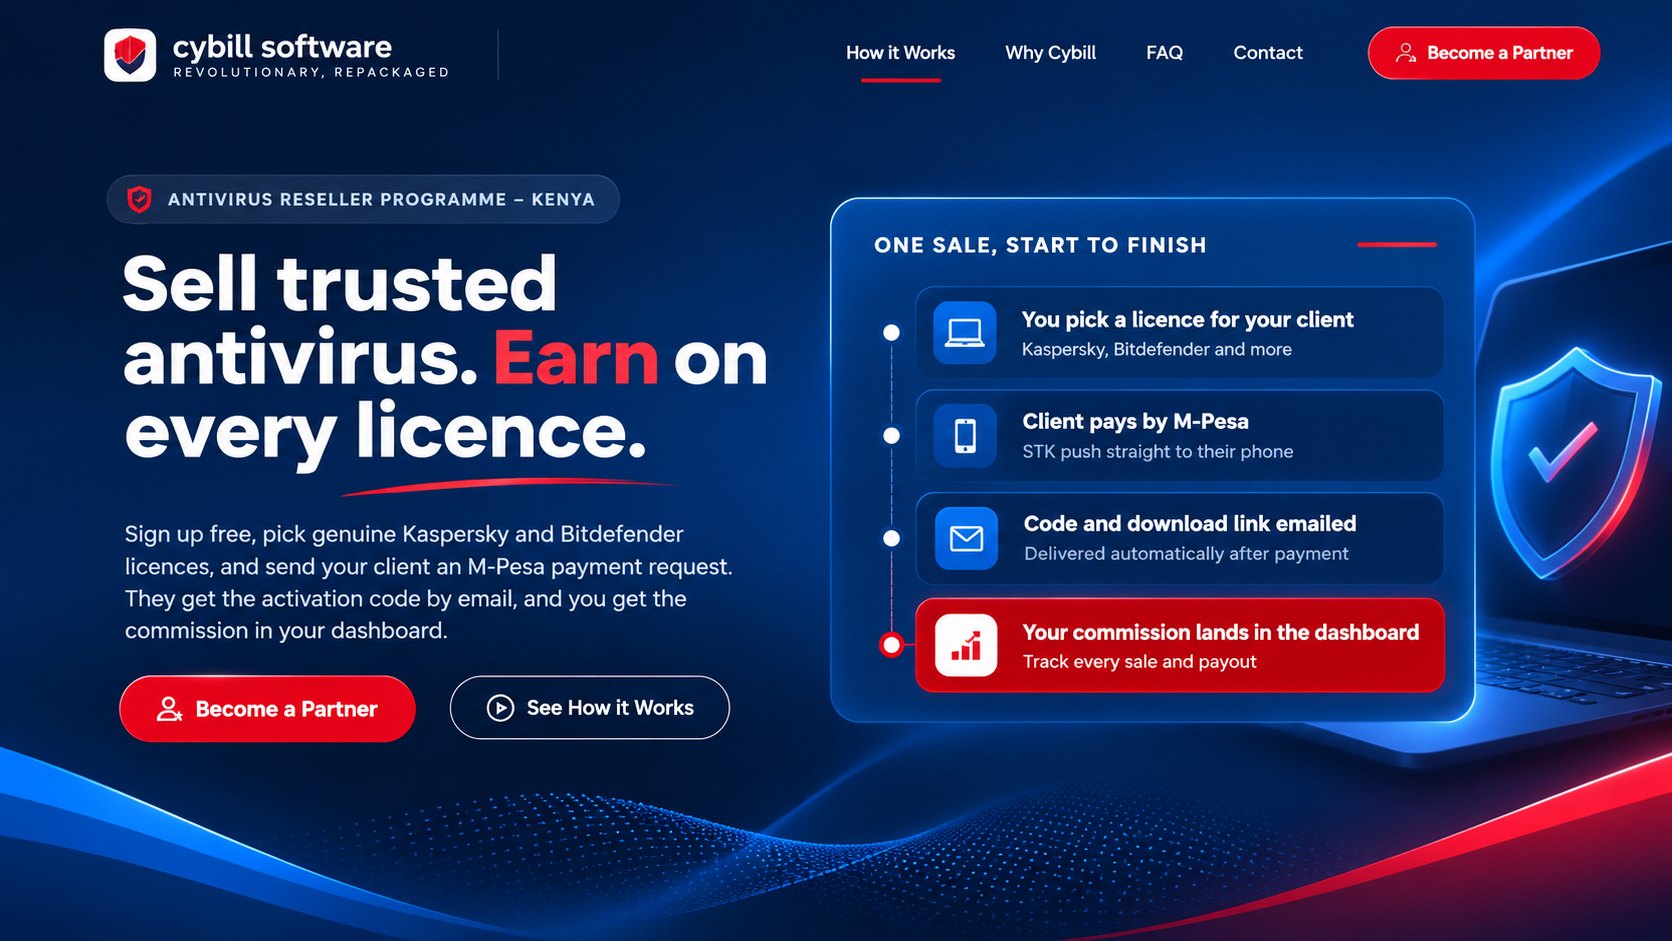 cybill software
REVOLUTIONARY, REPACKAGED
How it Works
Why Cybill
FAQ
Contact
Become a Partner
ANTIVIRUS RESELLER PROGRAMME – KENYA
Sell trusted
antivirus. Earn on
every licence.
Sign up free, pick genuine Kaspersky and Bitdefender
licences, and send your client an M-Pesa payment request.
They get the activation code by email, and you get the
commission in your dashboard.
Become a Partner
See How it Works
ONE SALE, START TO FINISH
You pick a licence for your client
Kaspersky, Bitdefender and more
Client pays by M-Pesa
STK push straight to their phone
Code and download link emailed
Delivered automatically after payment
Your commission lands in the dashboard
Track every sale and payout